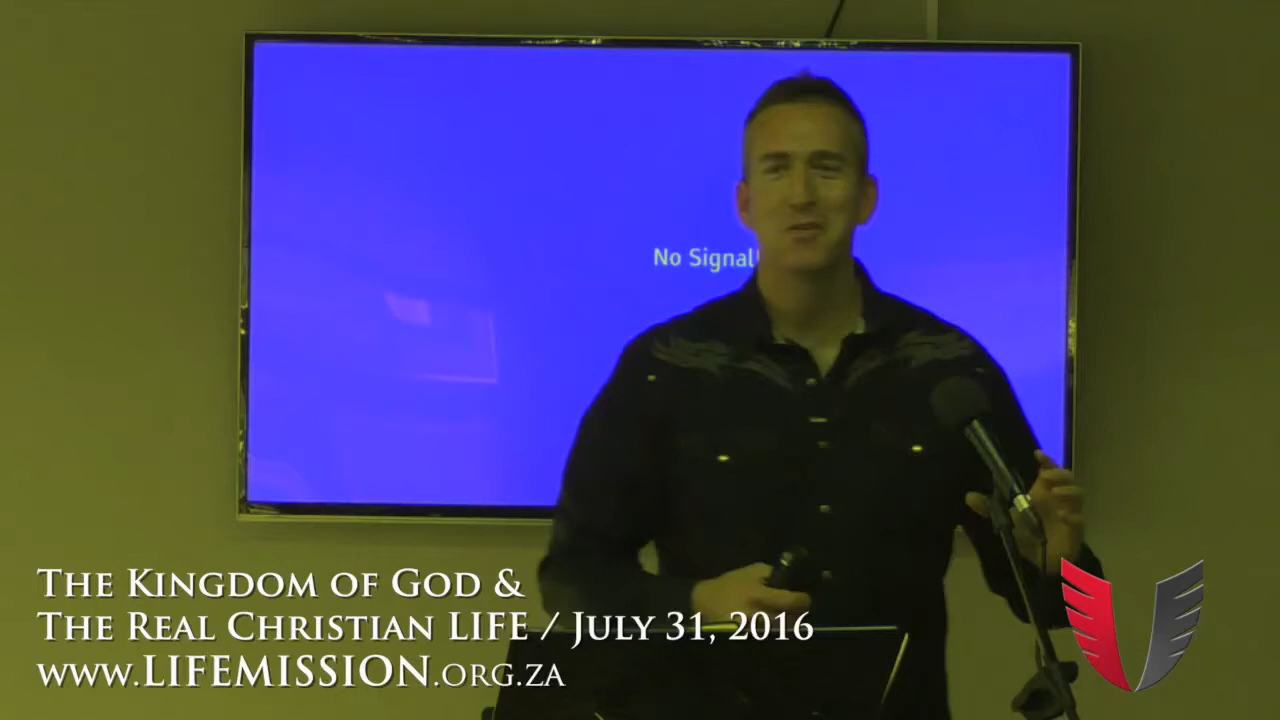 No Signal
The Kingdom of God &
The Real Christian LIFE / July 31, 2016
www.LIFEMISSION.org.za